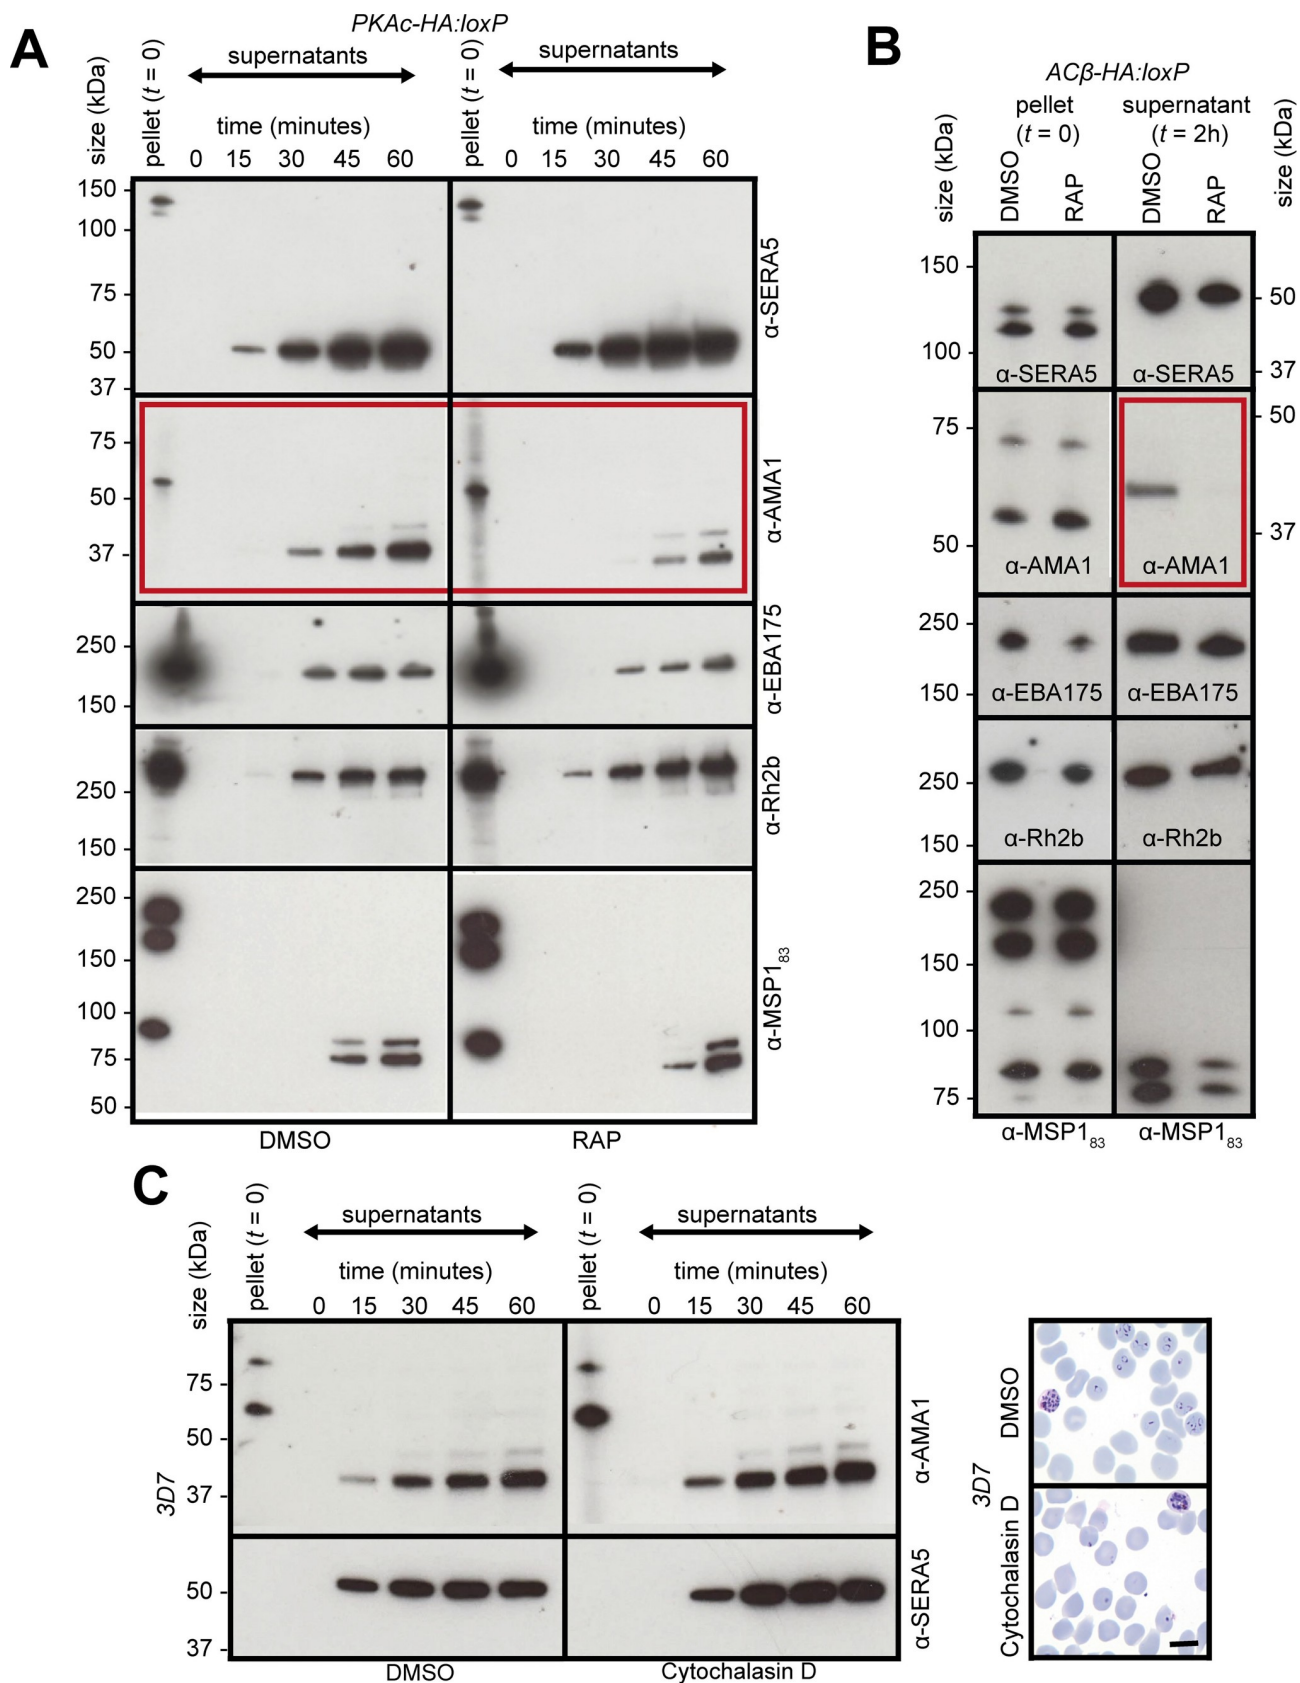 A
PKAc-HA:loxP
size (kDa)
pellet (t = 0)
supernatants
time (minutes)
0 15 30 45 60
pellet (t = 0)
supernatants
time (minutes)
0 15 30 45 60
150
100
75
50
37
α-SERA5
75
50
37
α-AMA1
250
150
α-EBA175
250
150
α-Rh2b
250
150
100
75
50
α-MSP1₈₃
DMSO
RAP
B
ACβ-HA:loxP
pellet
(t = 0)
supernatant
(t = 2h)
size (kDa)
DMSO
RAP
DMSO
RAP
size (kDa)
150
100
α-SERA5
α-SERA5
50
37
75
50
α-AMA1
α-AMA1
50
37
250
150
α-EBA175
α-EBA175
250
150
α-Rh2b
α-Rh2b
250
150
100
75
α-MSP1₈₃
α-MSP1₈₃
C
size (kDa)
pellet (t = 0)
supernatants
time (minutes)
0 15 30 45 60
pellet (t = 0)
supernatants
time (minutes)
0 15 30 45 60
3D7
75
50
37
α-AMA1
50
37
α-SERA5
DMSO
Cytochalasin D
3D7
DMSO
Cytochalasin D